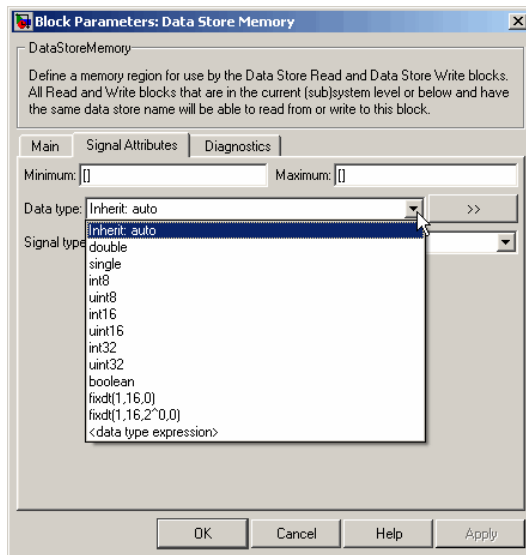 Block Parameters: Data Store Memory
DataStoreMemory
Define a memory region for use by the Data Store Read and Data Store Write blocks.
All Read and Write blocks that are in the current (sub)system level or below and have
the same data store name will be able to read from or write to this block.
Main Signal Attributes Diagnostics
Minimum: [] Maximum: []
Data type: Inherit: auto >>
Inherit: auto
Signal type
double
single
int8
uint8
int16
uint16
int32
uint32
boolean
fixdt(1,16,0)
fixdt(1,16,2^0,0)
<data type expression>
OK Cancel Help Apply